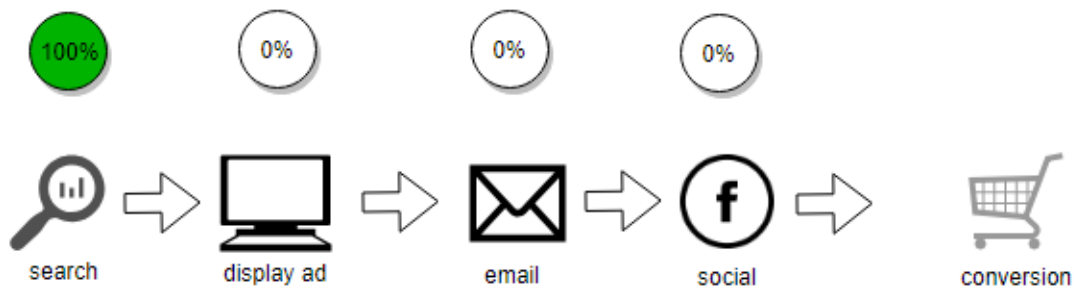 100%
0%
0%
0%
f
search
display ad
email
social
conversion